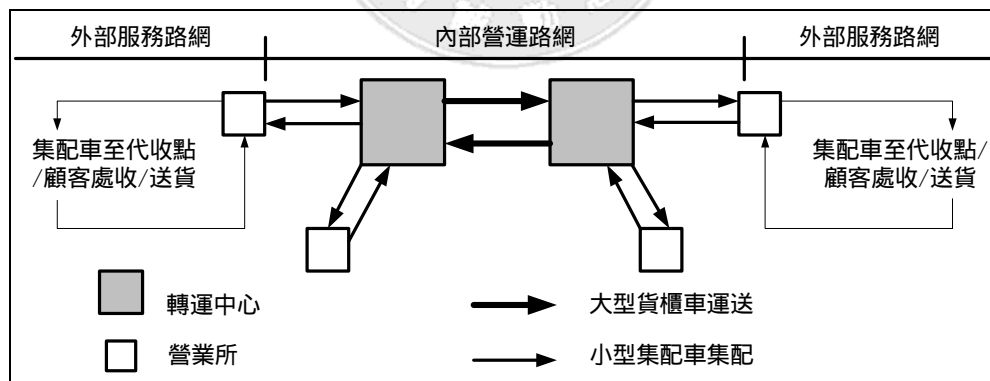 外部服務路網
內部營運路網
外部服務路網
集配車至代收點
/顧客處收/送貨
集配車至代收點/
顧客處收/送貨
轉運中心
大型貨櫃車運送
營業所
小型集配車集配